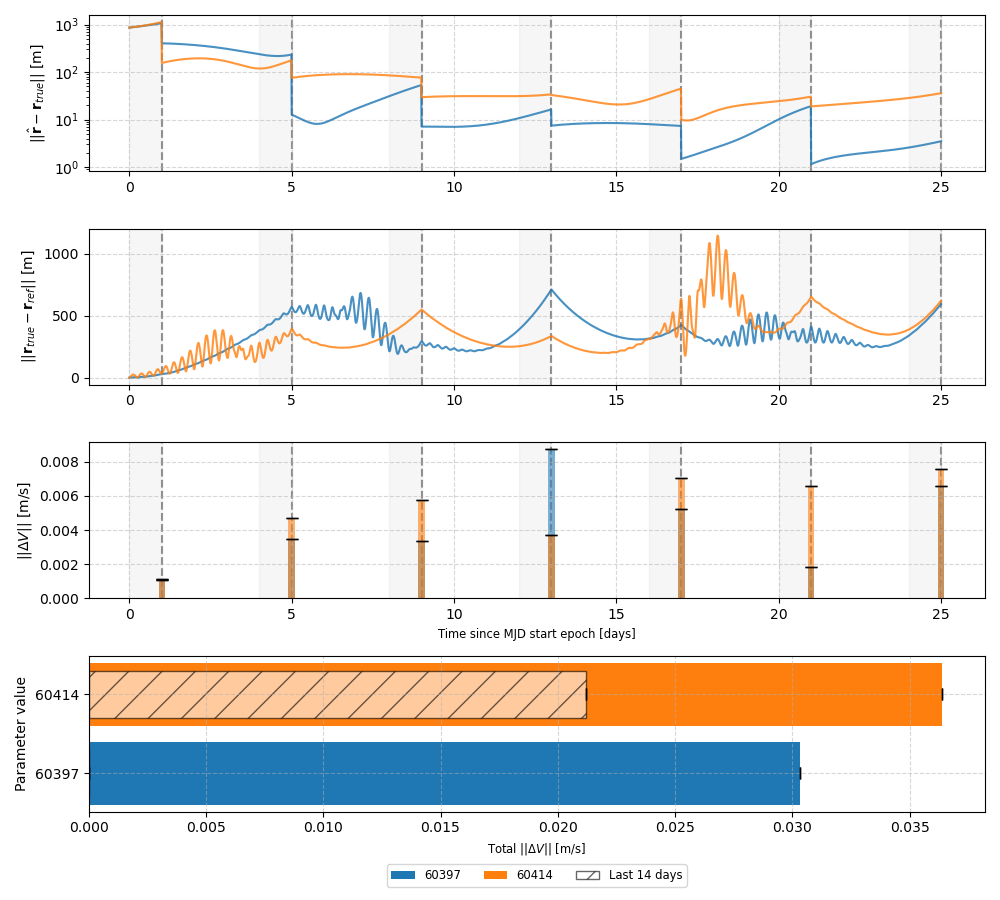 10³
10²
10¹
10⁰
||r̂ − r_true|| [m]
0 5 10 15 20 25
1000
500
0
||r_true − r_ref|| [m]
0 5 10 15 20 25
0.008
0.006
0.004
0.002
0.000
||ΔV|| [m/s]
0 5 10 15 20 25
Time since MJD start epoch [days]
60414
60397
Parameter value
0.000 0.005 0.010 0.015 0.020 0.025 0.030 0.035
Total ||ΔV|| [m/s]
60397 60414 Last 14 days